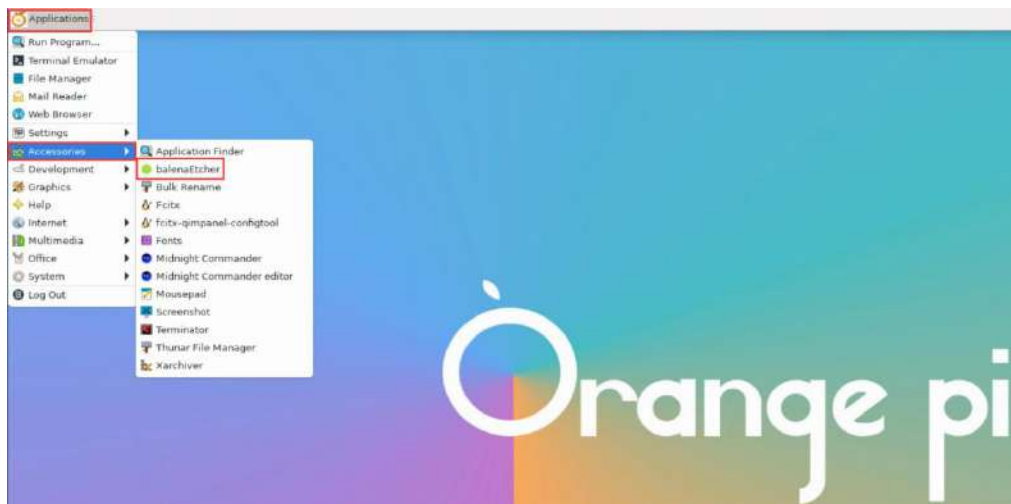 Applications
Run Program...
Terminal Emulator
File Manager
Mail Reader
Web Browser
Settings
Accessories
Development
Graphics
Help
Internet
Multimedia
Office
System
Log Out
Application Finder
balenaEtcher
Bulk Rename
Fcitx
fcitx-qimpanel-configtool
Fonts
Midnight Commander
Midnight Commander editor
Mousepad
Screenshot
Terminator
Thunar File Manager
Xarchiver
Orange pi